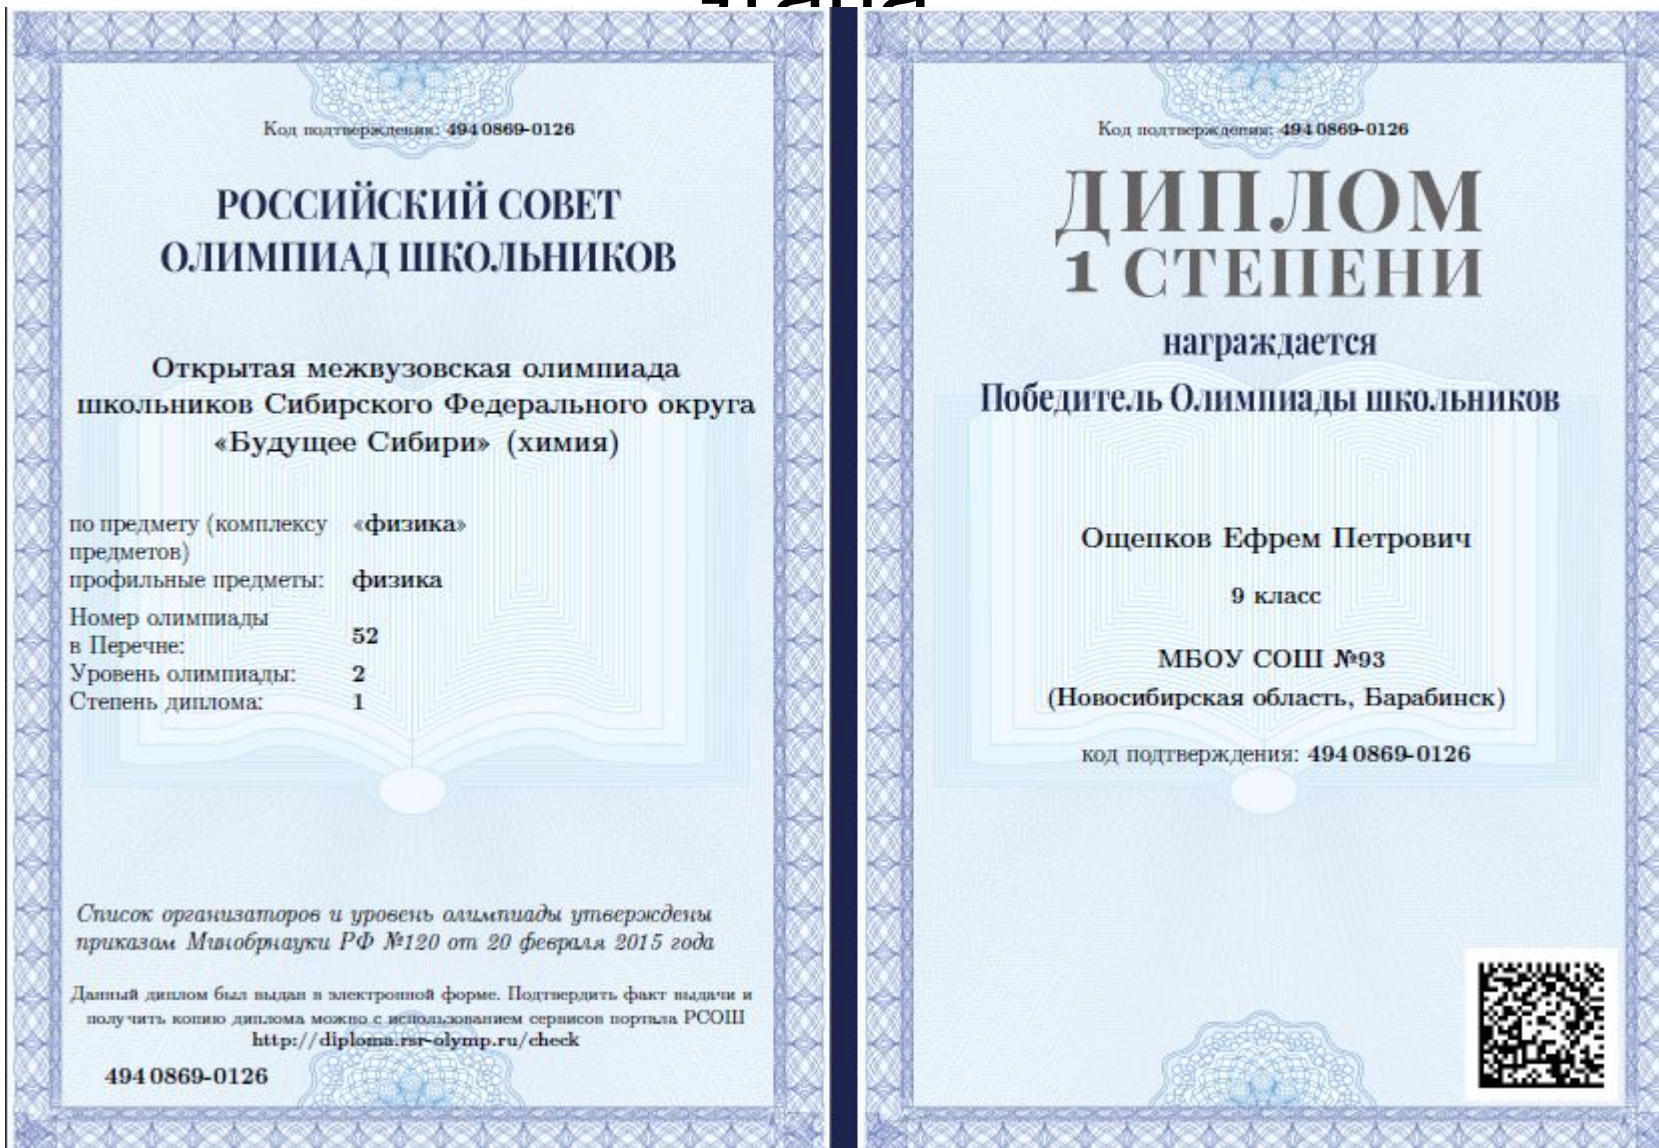 Код подтверждения: 494 0869-0126
РОССИЙСКИЙ СОВЕТ
ОЛИМПИАД ШКОЛЬНИКОВ
Открытая межвузовская олимпиада
школьников Сибирского Федерального округа
«Будущее Сибири» (химия)
по предмету (комплексу предметов) «физика»
профильные предметы: физика
Номер олимпиады
в Перечне: 52
Уровень олимпиады: 2
Степень диплома: 1
Список организаторов и уровень олимпиады утверждены
приказом Минобрнауки РФ №120 от 20 февраля 2015 года
Данный диплом был выдан в электронной форме. Подтвердить факт выдачи и
получить копию диплома можно с использованием сервисов портала РСОШ
http://diploma.rsr-olymp.ru/check
494 0869-0126
Код подтверждения: 494 0869-0126
ДИПЛОМ
1 СТЕПЕНИ
награждается
Победитель Олимпиады школьников
Ощепков Ефрем Петрович
9 класс
МБОУ СОШ №93
(Новосибирская область, Барабинск)
код подтверждения: 494 0869-0126